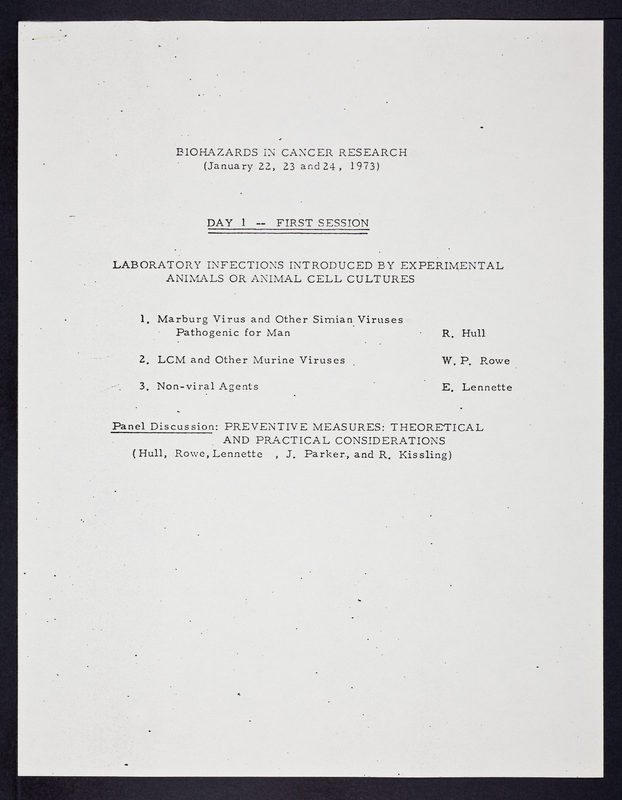 BIOHAZARDS IN CANCER RESEARCH
(January 22, 23 and 24, 1973)
DAY 1 -- FIRST SESSION
LABORATORY INFECTIONS INTRODUCED BY EXPERIMENTAL
ANIMALS OR ANIMAL CELL CULTURES
1. Marburg Virus and Other Simian Viruses
Pathogenic for Man R. Hull
2. LCM and Other Murine Viruses W. P. Rowe
3. Non-viral Agents E. Lennette
Panel Discussion: PREVENTIVE MEASURES: THEORETICAL
AND PRACTICAL CONSIDERATIONS
(Hull, Rowe, Lennette , J. Parker, and R. Kissling)